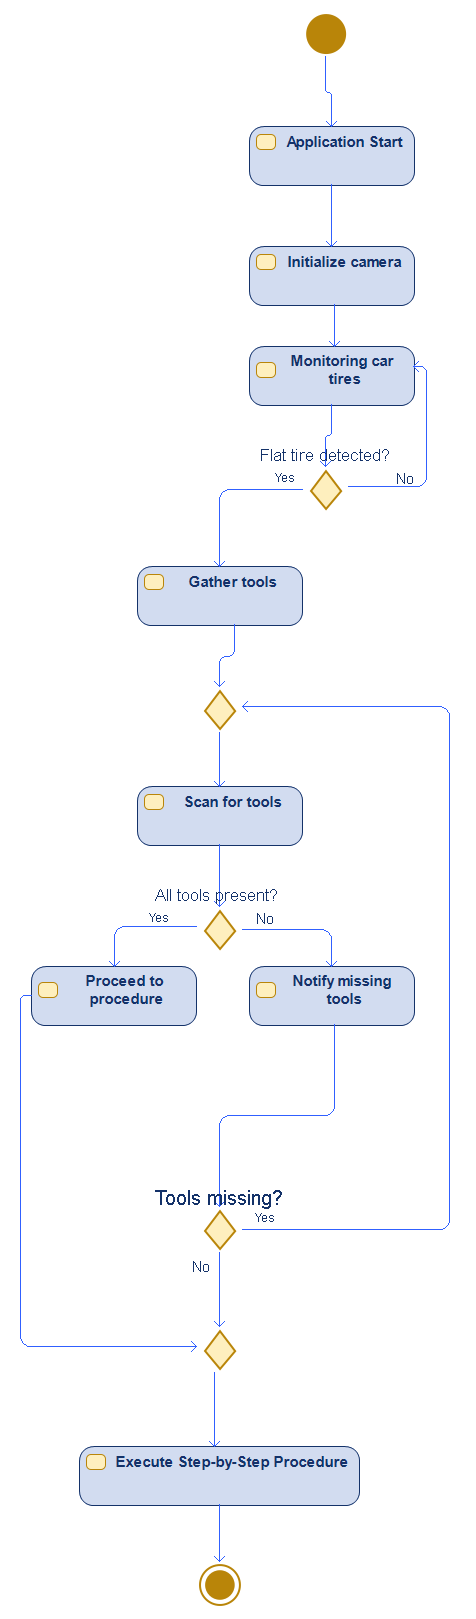 Application Start
Initialize camera
Monitoring car
tires
Flat tire detected?
Yes
No
Gather tools
Scan for tools
All tools present?
Yes
No
Proceed to
procedure
Notify missing
tools
Tools missing?
Yes
No
Execute Step-by-Step Procedure